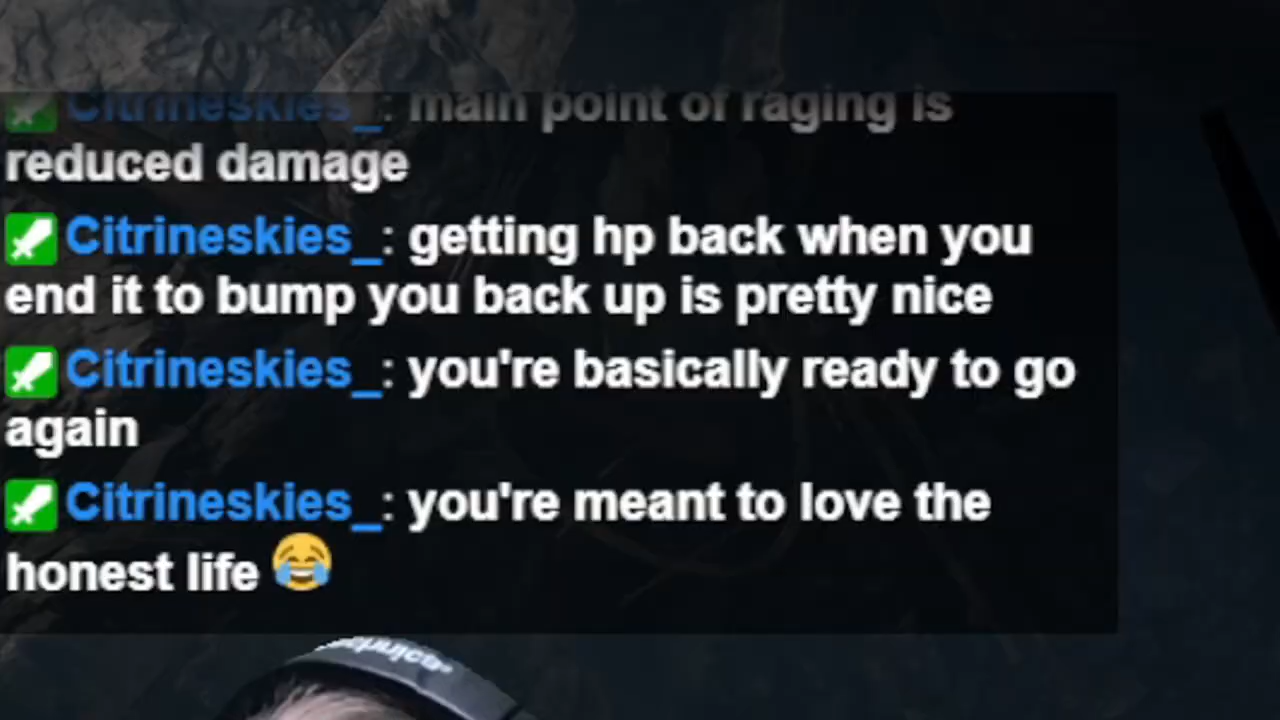 Citrineskies_: main point of raging is
reduced damage
Citrineskies_: getting hp back when you
end it to bump you back up is pretty nice
Citrineskies_: you're basically ready to go
again
Citrineskies_: you're meant to love the
honest life 😂